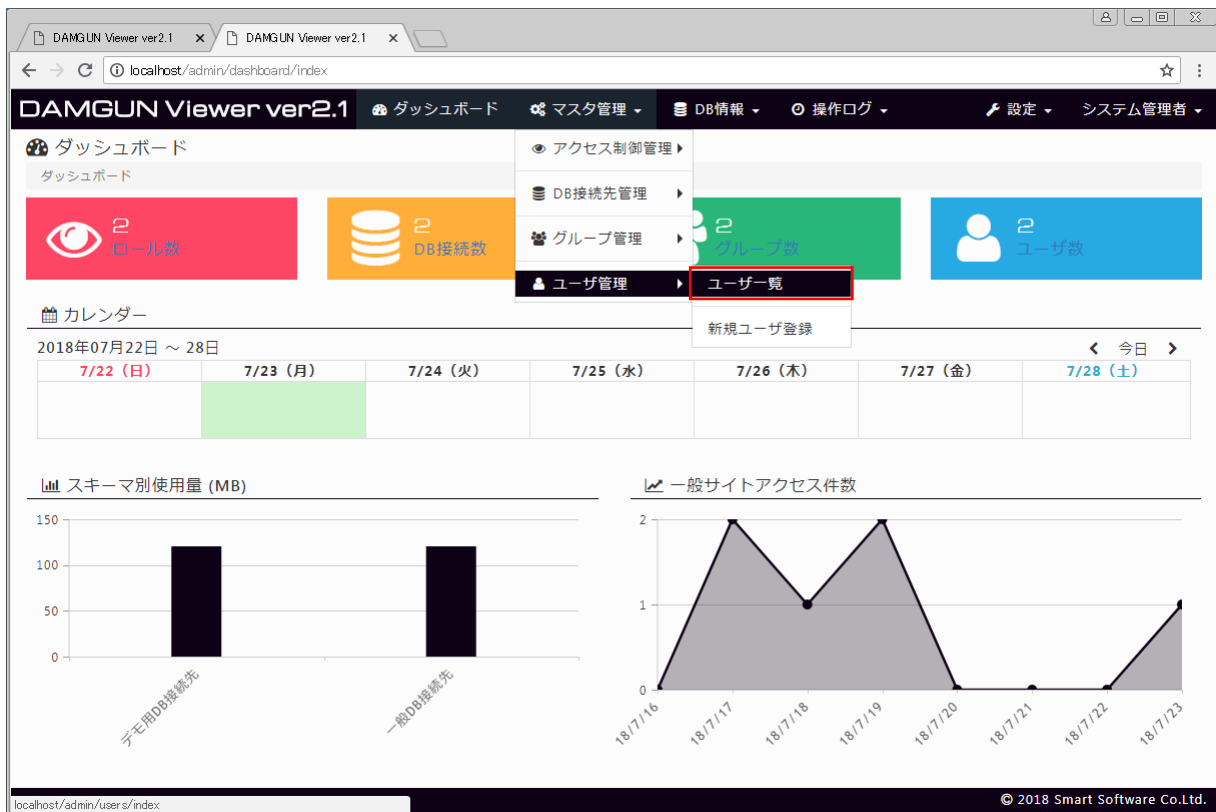 DAMGUN Viewer ver2.1
DAMGUN Viewer ver2.1
localhost/admin/dashboard/index
DAMGUN Viewer ver2.1 ダッシュボード マスタ管理 DB情報 操作ログ 設定 システム管理者
ダッシュボード
アクセス制御管理
ダッシュボード
DB接続先管理
2
ロール数
2
DB接続数
グループ管理
2
グループ数
2
ユーザ数
ユーザ管理
ユーザ一覧
新規ユーザ登録
カレンダー
2018年07月22日 ~ 28日
今日
7/22 (日) 7/23 (月) 7/24 (火) 7/25 (水) 7/26 (木) 7/27 (金) 7/28 (土)
スキーマ別使用量 (MB)
150
100
50
0
デモ用DB接続先
一般DB接続先
一般サイトアクセス件数
2
1
0
18/7/16
18/7/17
18/7/18
18/7/19
18/7/20
18/7/21
18/7/22
18/7/23
localhost/admin/users/index
© 2018 Smart Software Co.Ltd.